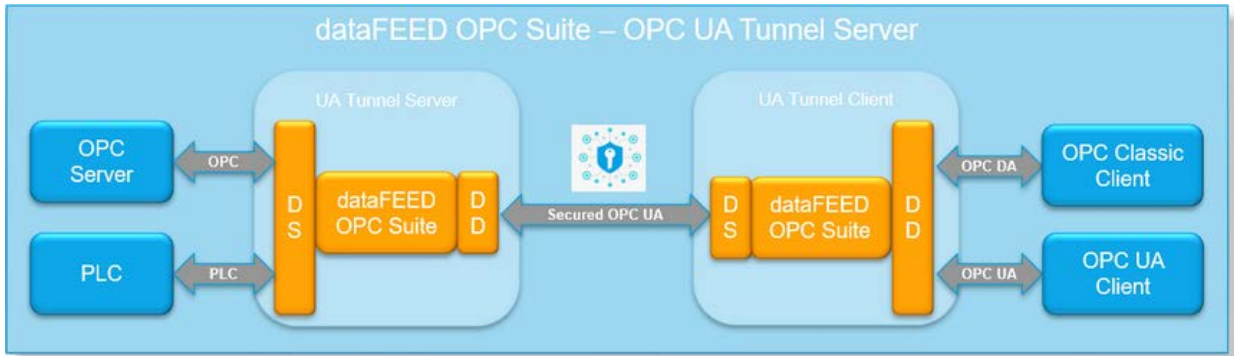 dataFEED OPC Suite – OPC UA Tunnel Server
UA Tunnel Server
UA Tunnel Client
OPC
Server
OPC
PLC
PLC
D
S
dataFEED
OPC Suite
D
D
Secured OPC UA
D
S
dataFEED
OPC Suite
D
D
OPC DA
OPC Classic
Client
OPC UA
OPC UA
Client